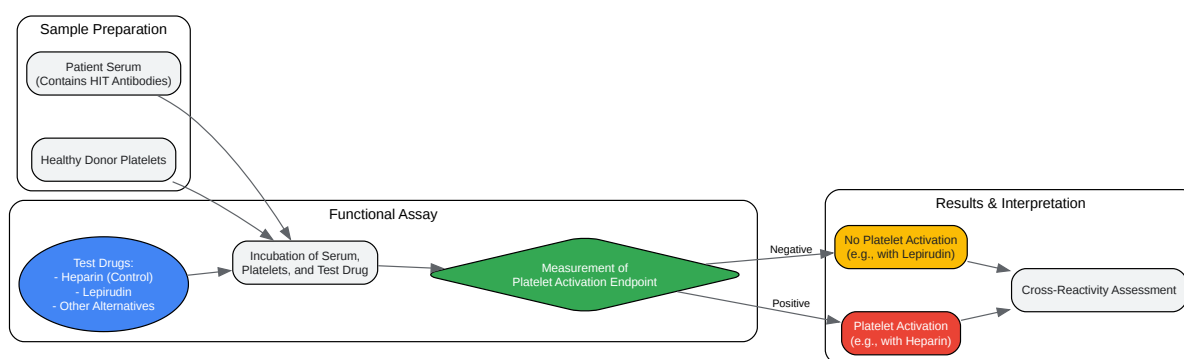 Sample Preparation
Patient Serum
(Contains HIT Antibodies)
Healthy Donor Platelets
Functional Assay
Test Drugs:
- Heparin (Control)
- Lepirudin
- Other Alternatives
Incubation of Serum,
Platelets, and Test Drug
Measurement of
Platelet Activation Endpoint
Negative
Positive
Results & Interpretation
No Platelet Activation
(e.g., with Lepirudin)
Platelet Activation
(e.g., with Heparin)
Cross-Reactivity Assessment